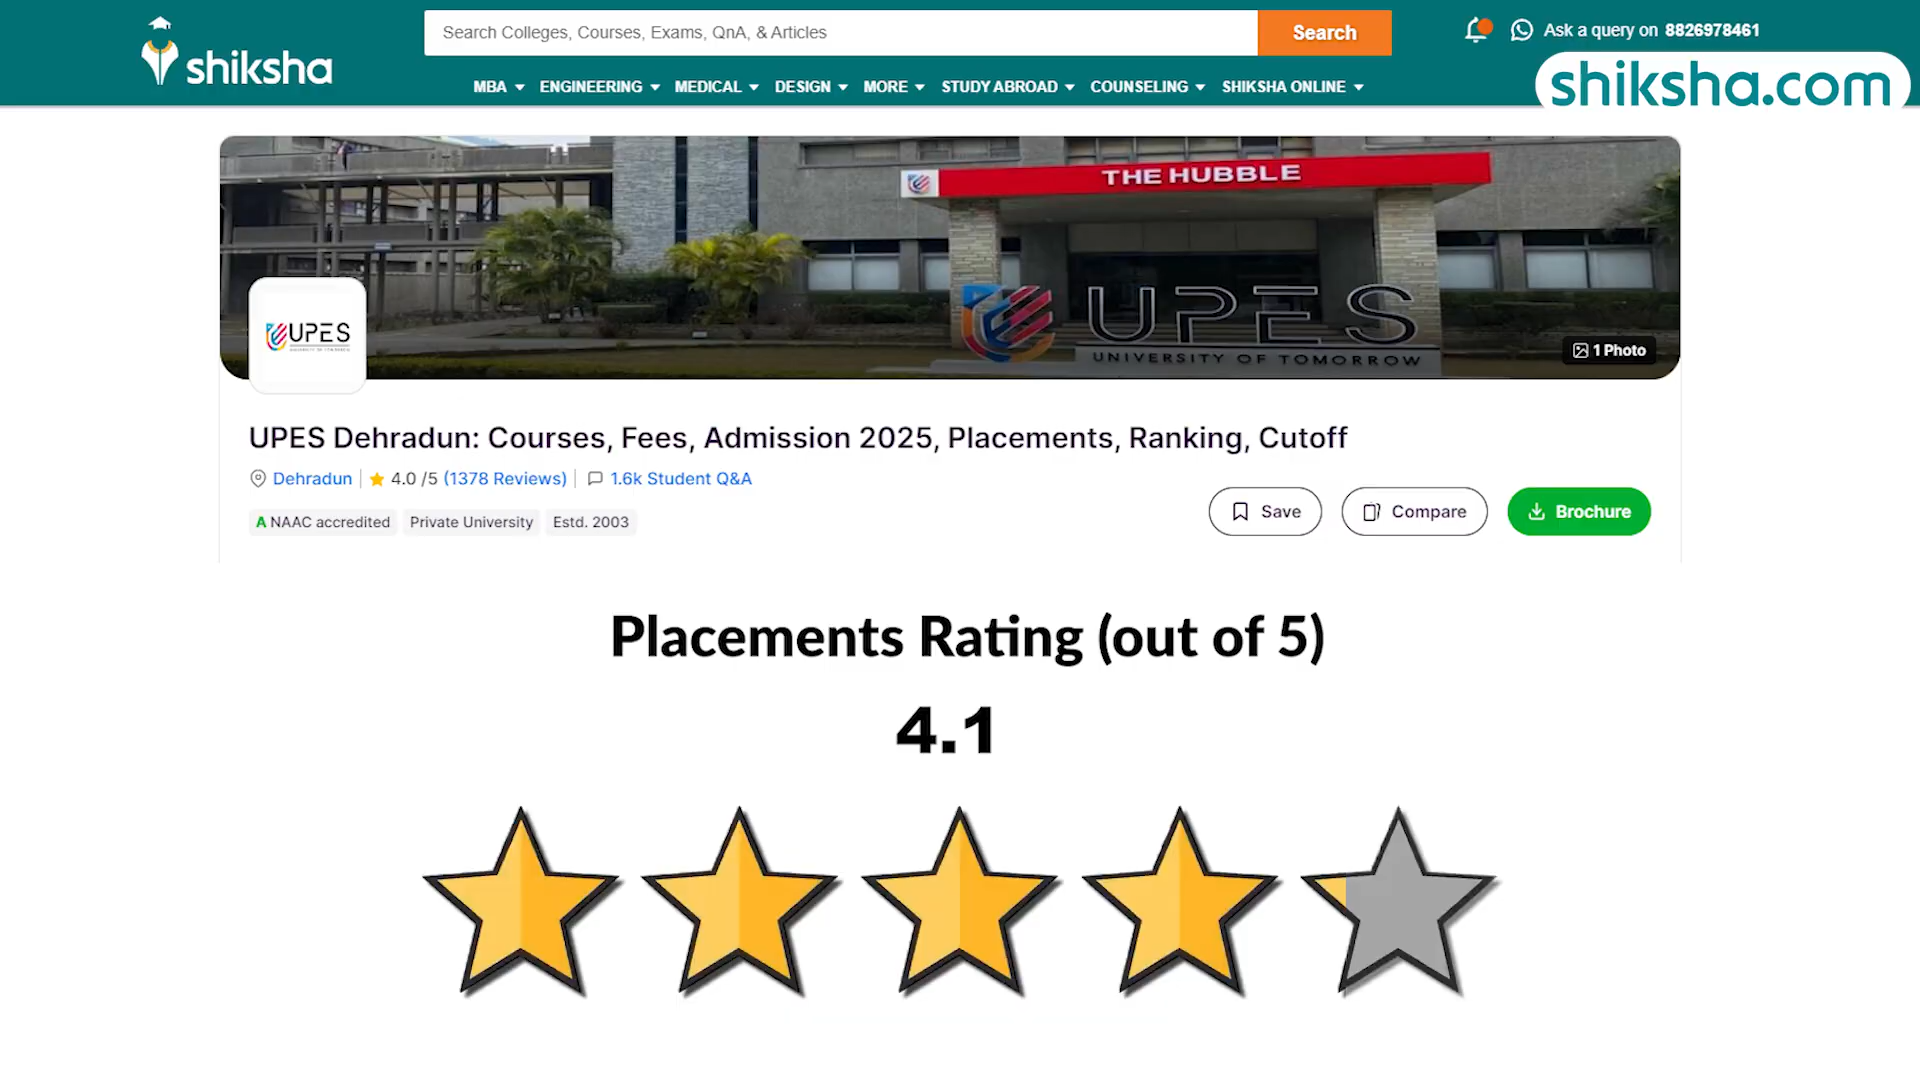 shiksha
Search Colleges, Courses, Exams, QnA, & Articles
Search
Ask a query on 8826978461
shiksha.com
MBA
ENGINEERING
MEDICAL
DESIGN
MORE
STUDY ABROAD
COUNSELING
SHIKSHA ONLINE
THE HUBBLE
UPES
UNIVERSITY OF TOMORROW
UPES
UNIVERSITY OF TOMORROW
1 Photo
UPES Dehradun: Courses, Fees, Admission 2025, Placements, Ranking, Cutoff
Dehradun
4.0 /5 (1378 Reviews)
1.6k Student Q&A
A NAAC accredited
Private University
Estd. 2003
Save
Compare
Brochure
Placements Rating (out of 5)
4.1